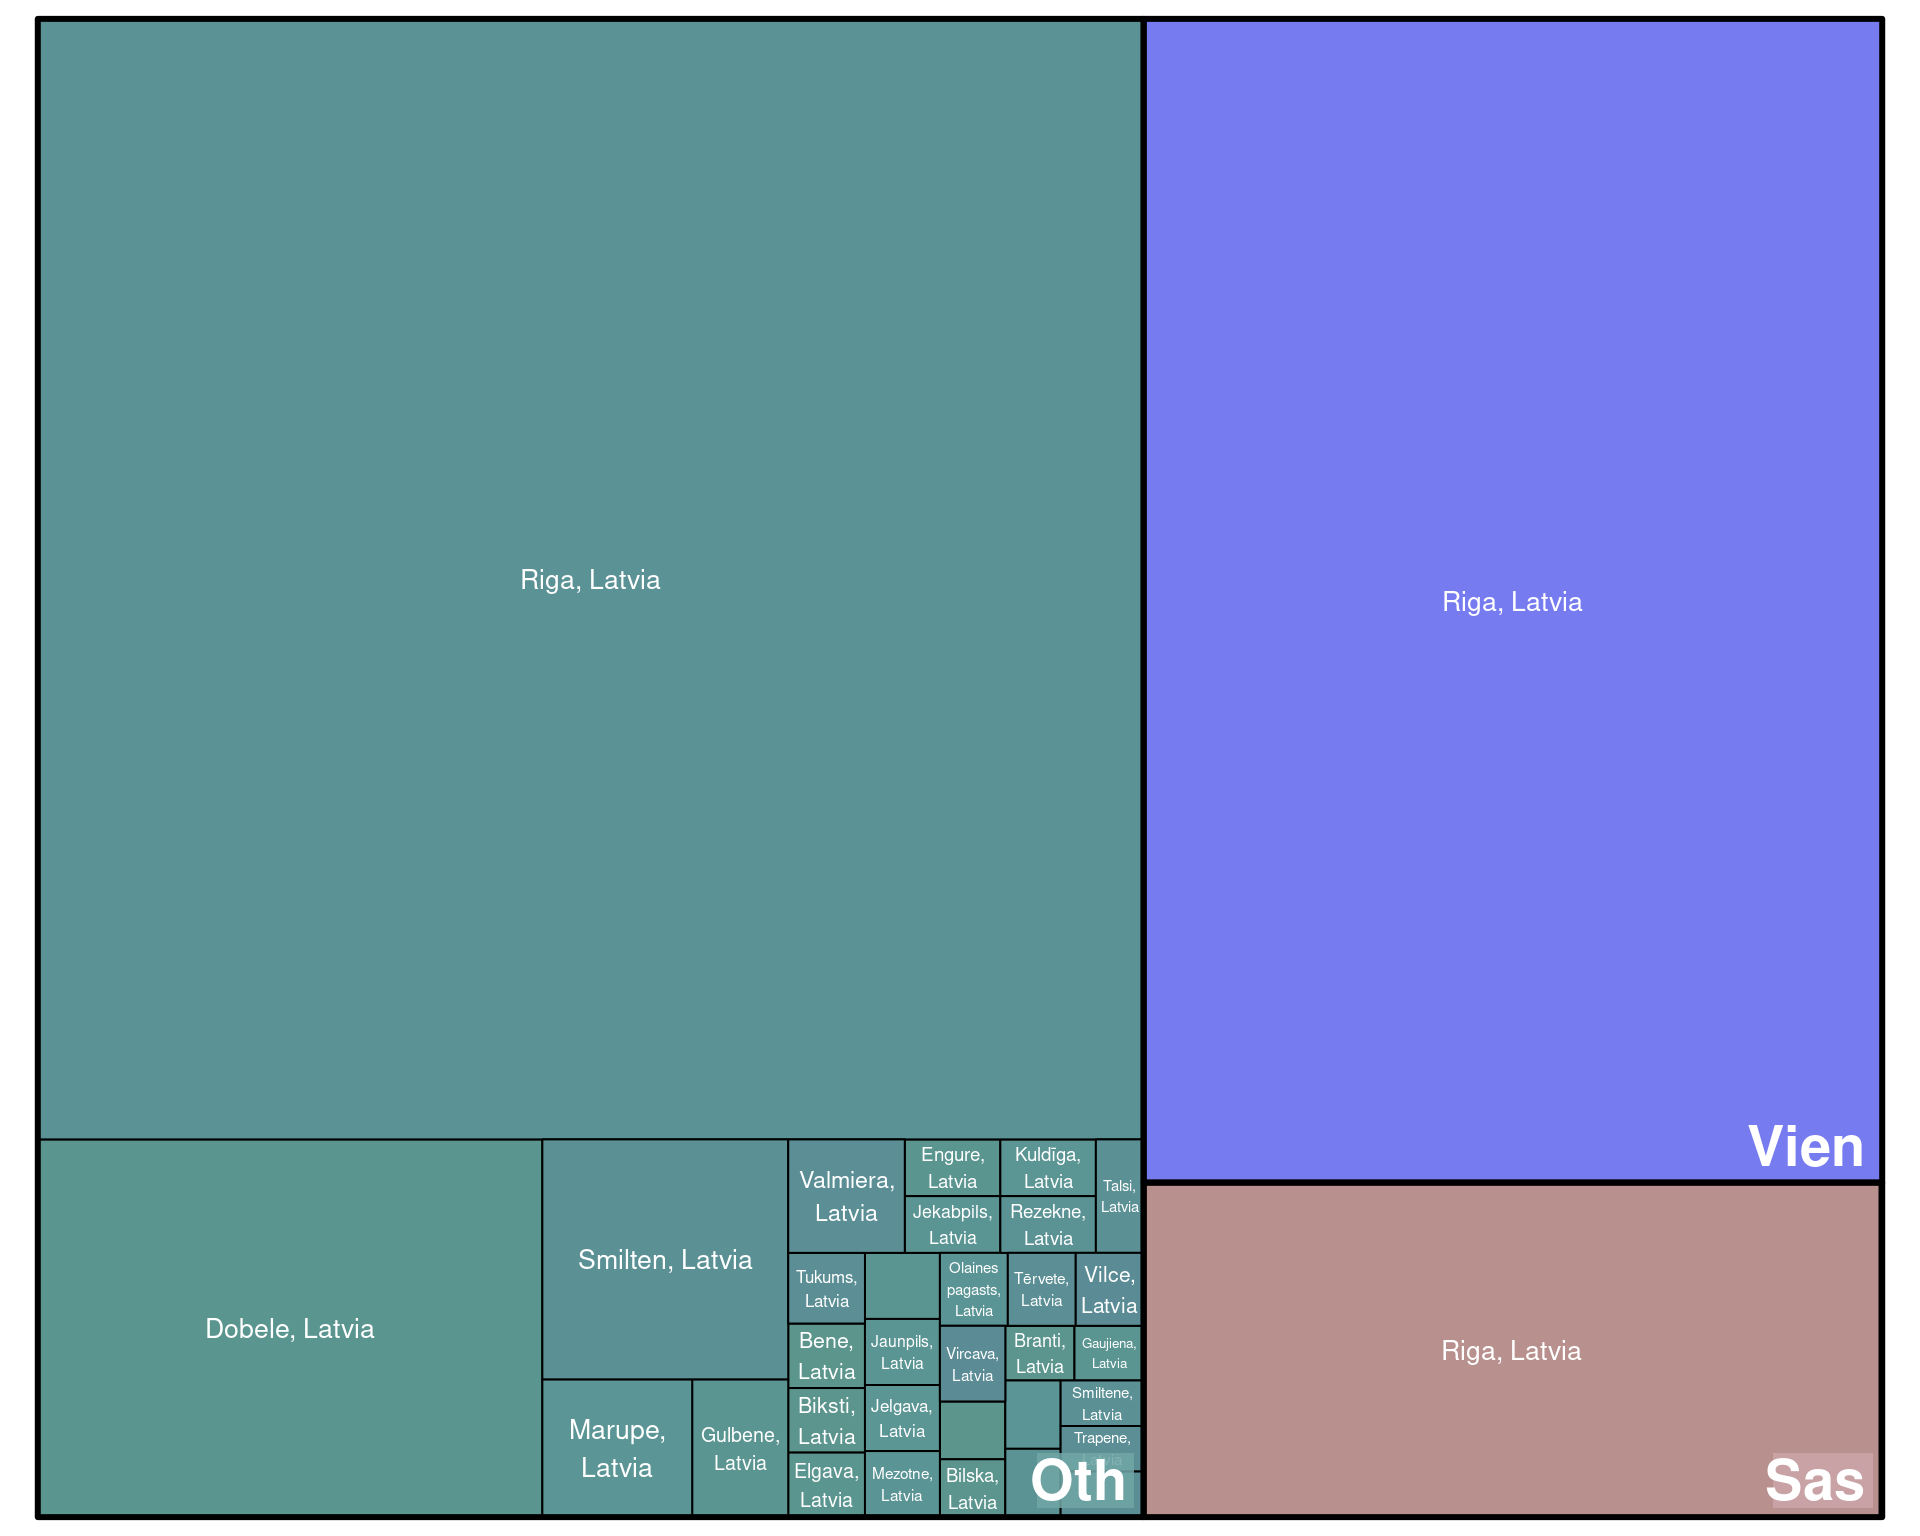 Riga, Latvia
Riga, Latvia
Vien
Dobele, Latvia
Smilten, Latvia
Marupe,
Latvia
Gulbene,
Latvia
Valmiera,
Latvia
Engure,
Latvia
Kuldīga,
Latvia
Jekabpils,
Latvia
Rezekne,
Latvia
Talsi,
Latvia
Tukums,
Latvia
Bene,
Latvia
Biksti,
Latvia
Elgava,
Latvia
Jaunpils,
Latvia
Jelgava,
Latvia
Mezotne,
Latvia
Olaines
pagasts,
Latvia
Tērvete,
Latvia
Vilce,
Latvia
Vircava,
Latvia
Branti,
Latvia
Gaujiena,
Latvia
Bilska,
Latvia
Smiltene,
Latvia
Trapene,
Oth
Riga, Latvia
Sas